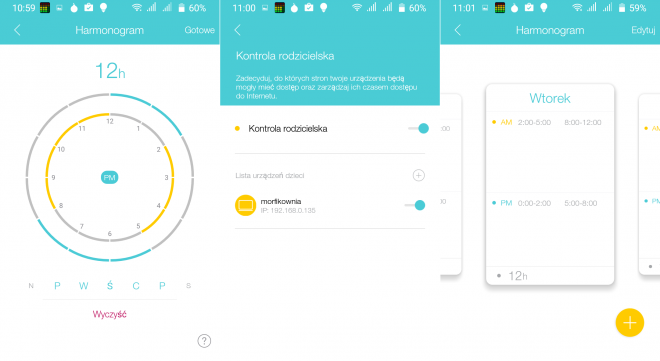 10:59
60%
Harmonogram
Gotowe
12h
12
1
2
3
4
5
6
7
8
9
10
11
PM
N P W Ś C P S
Wyczyść
?
11:00
60%
Kontrola rodzicielska
Zadecyduj, do których stron twoje urządzenia będą
mogły mieć dostęp oraz zarządzaj ich czasem dostępu
do Internetu.
Kontrola rodzicielska
Lista urządzeń dzieci
morfikownia
IP: 192.168.0.135
11:01
59%
Harmonogram
Edytuj
Wtorek
AM 2:00-5:00 8:00-12:00
PM 0:00-2:00 5:00-8:00
12h
:00
:00
AM
PM